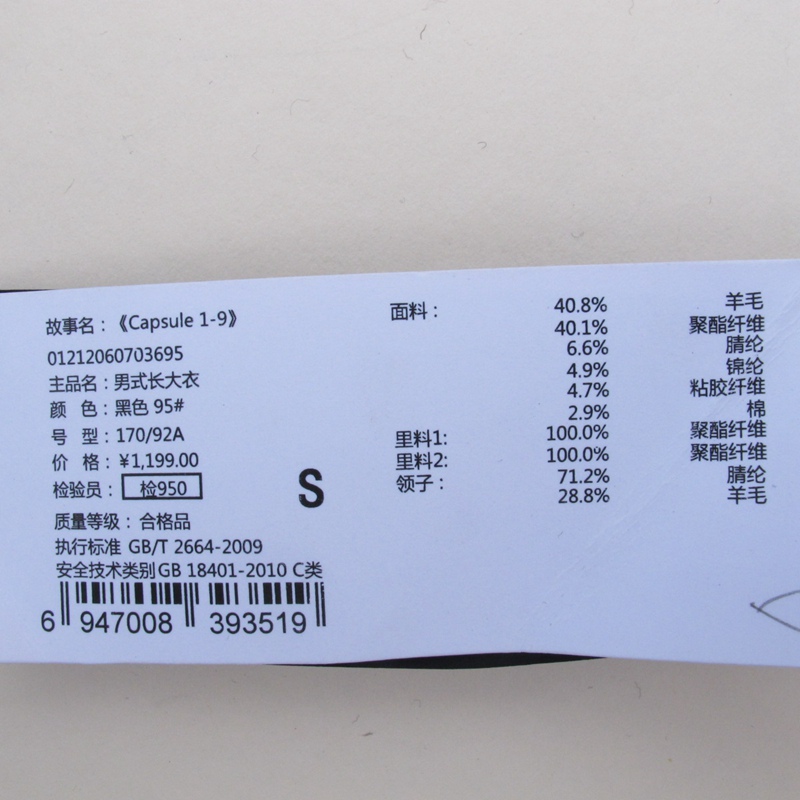 故事名：《Capsule 1-9》
01212060703695
主品名：男式长大衣
颜 色：黑色 95#
号 型：170/92A
价 格：¥1,199.00
检验员： 检950
S
质量等级：合格品
执行标准 GB/T 2664-2009
安全技术类别GB 18401-2010 C类
6 947008 393519
面料： 40.8% 羊毛
40.1% 聚酯纤维
6.6% 腈纶
4.9% 锦纶
4.7% 粘胶纤维
2.9% 棉
里料1: 100.0% 聚酯纤维
里料2: 100.0% 聚酯纤维
领子： 71.2% 腈纶
28.8% 羊毛